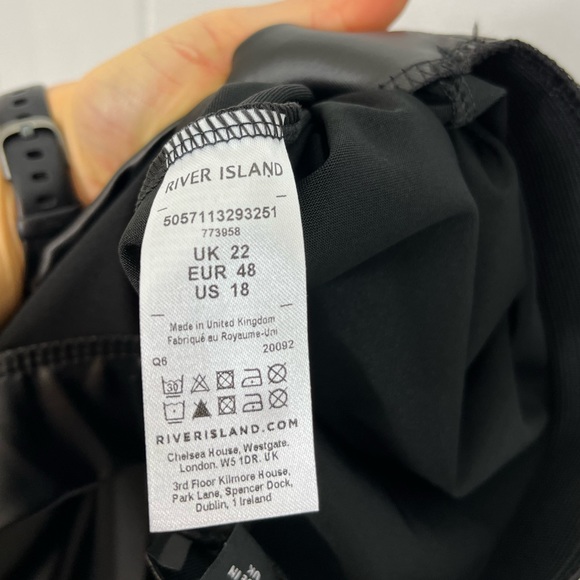 RIVER ISLAND
5057113293251
773958
UK 22
EUR 48
US 18
Made in United Kingdom
Fabriqué au Royaume-Uni
Q6 20092
30
RIVERISLAND.COM
Chelsea House, Westgate.
London. W5 1DR. UK
3rd Floor Kilmore House,
Park Lane, Spencer Dock,
Dublin, 1 Ireland
UK